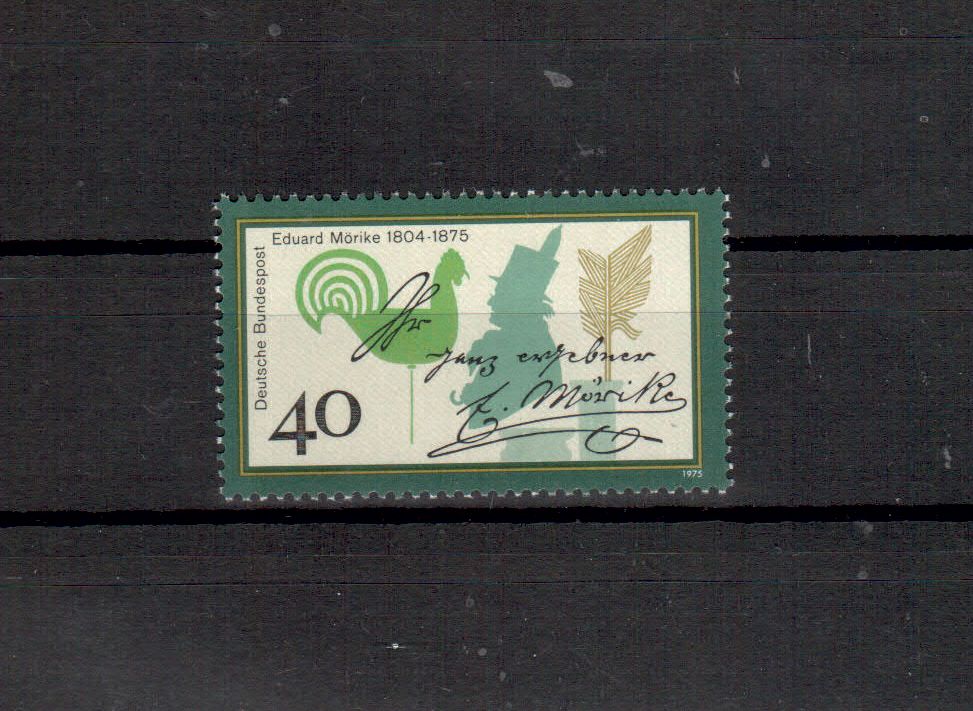 Eduard Mörike 1804-1875
Deutsche Bundespost
Ihr
ganz ergebner
E. Mörike
40
1975